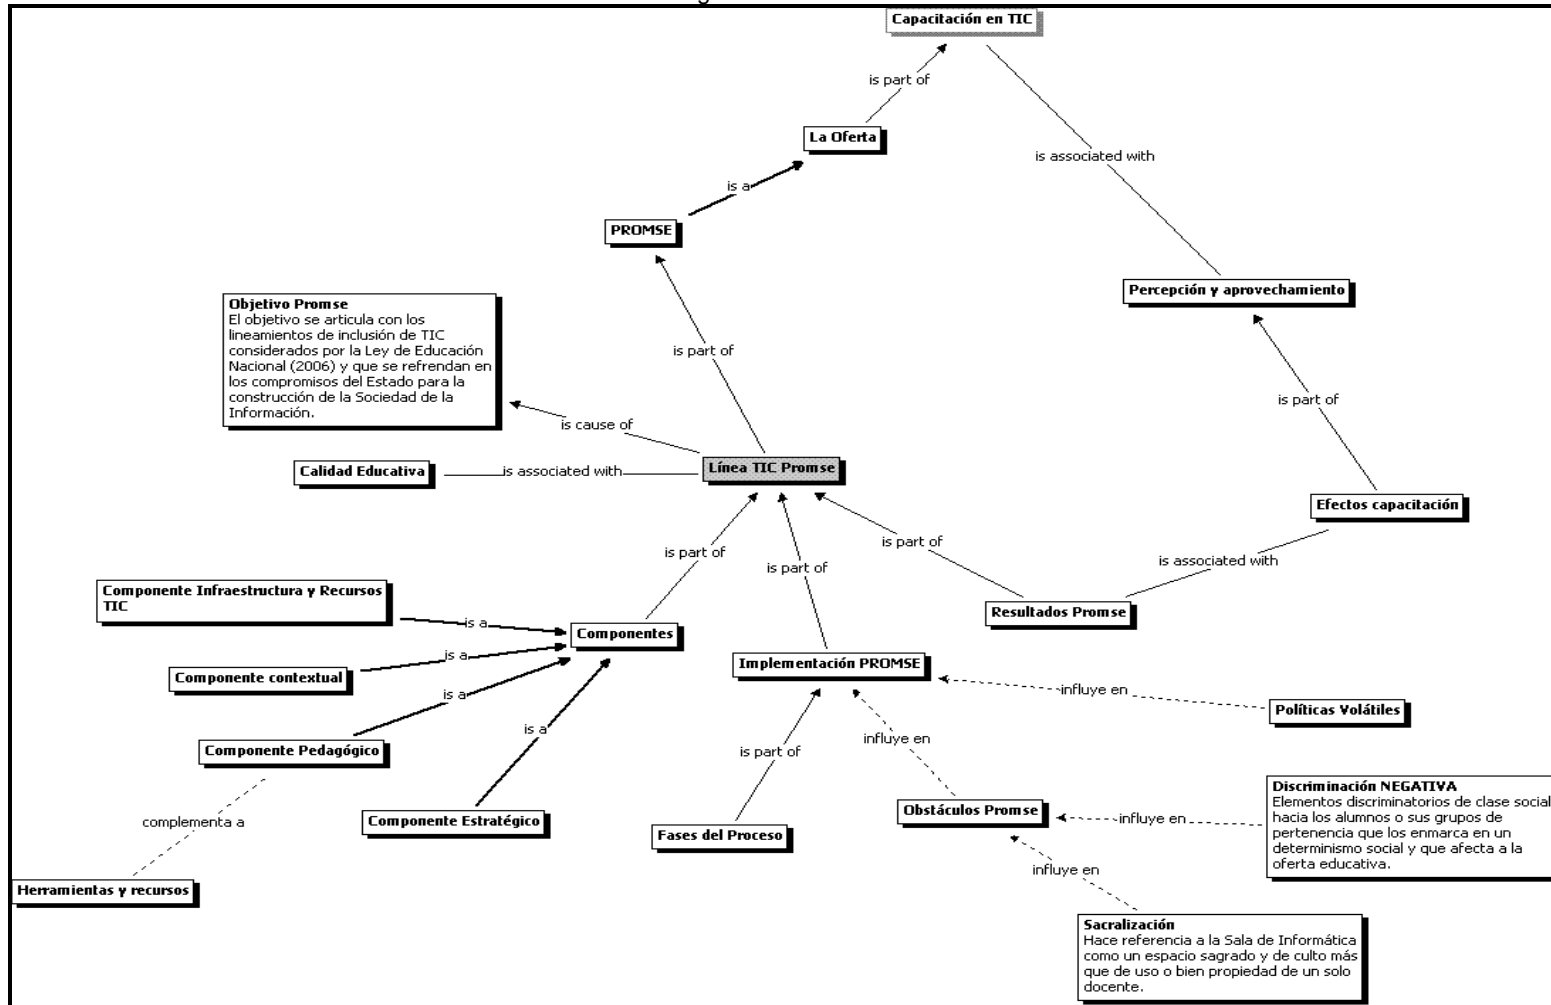 Capacitación en TIC
is part of
La Oferta
is associated with
is a
PROMSE
Percepción y aprovechamiento
Objetivo Promse
El objetivo se articula con los
lineamientos de inclusión de TIC
considerados por la Ley de Educación
Nacional (2006) y que se refrendan en
los compromisos del Estado para la
construcción de la Sociedad de la
Información.
is part of
is part of
is cause of
Calidad Educativa
is associated with
Línea TIC Promse
Efectos capacitación
is part of
is part of
is part of
is associated with
Componente Infraestructura y Recursos
TIC
is a
Componentes
Resultados Promse
is a
Implementación PROMSE
Componente contextual
is a
influye en
Políticas Volátiles
is a
Componente Pedagógico
is part of
influye en
complementa a
Componente Estratégico
Fases del Proceso
Obstáculos Promse
influye en
Discriminación NEGATIVA
Elementos discriminatorios de clase social
hacia los alumnos o sus grupos de
pertenencia que los enmarca en un
determinismo social y que afecta a la
oferta educativa.
influye en
Herramientas y recursos
Sacralización
Hace referencia a la Sala de Informática
como un espacio sagrado y de culto más
que de uso o bien propiedad de un solo
docente.